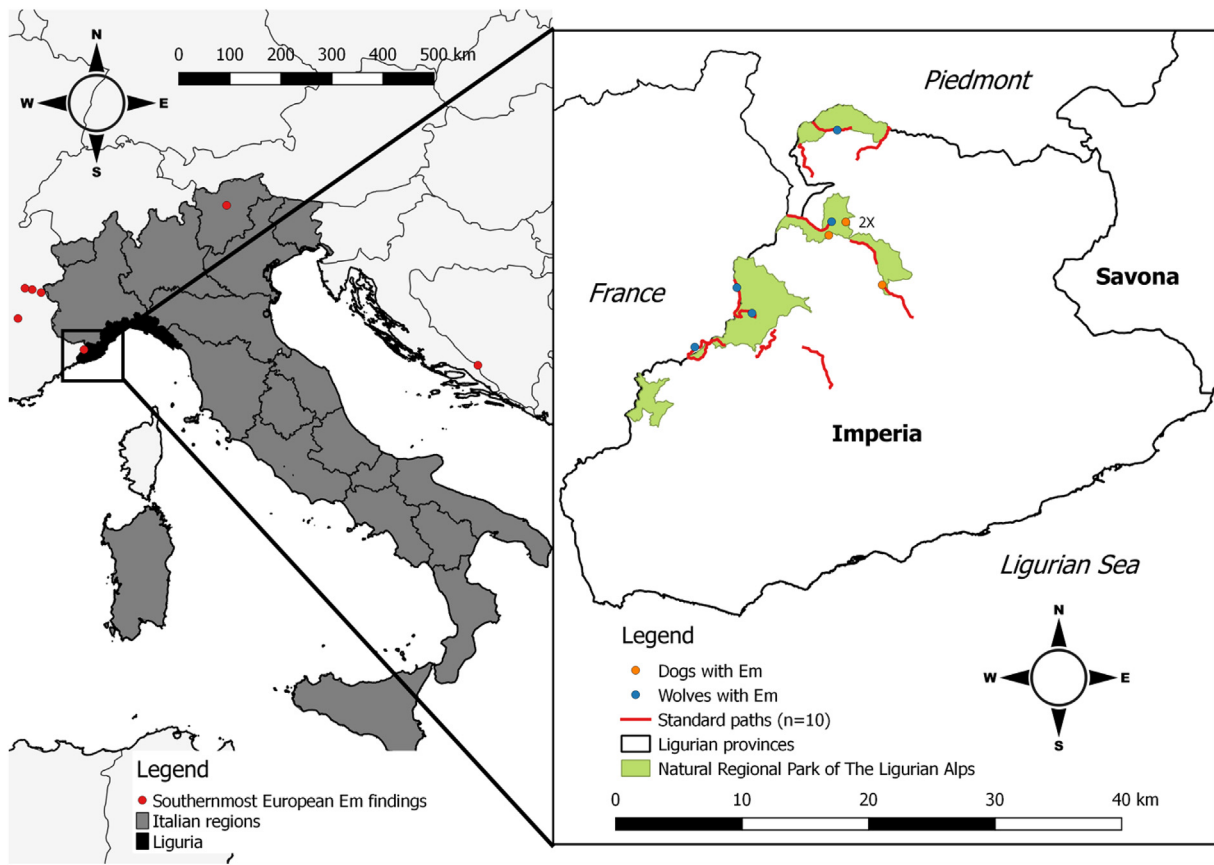 N
W
E
S
0 100 200 300 400 500 km
Legend
Southernmost European Em findings
Italian regions
Liguria
Piedmont
2X
France
Savona
Imperia
Ligurian Sea
Legend
Dogs with Em
Wolves with Em
Standard paths (n=10)
Ligurian provinces
Natural Regional Park of The Ligurian Alps
N
W
E
S
0 10 20 30 40 km